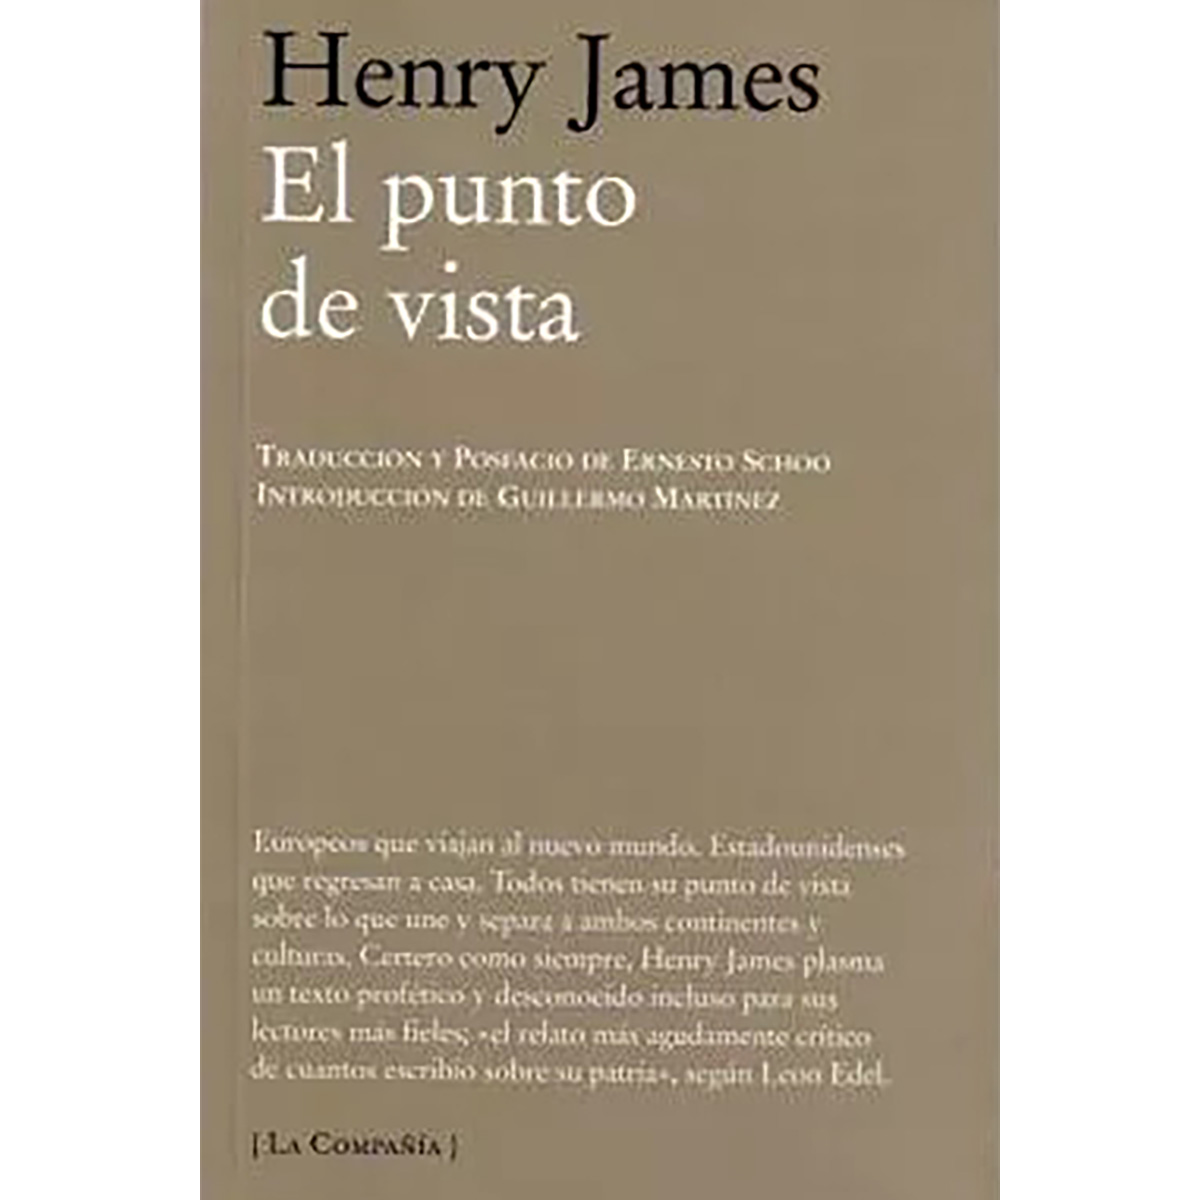 Henry James
El punto
de vista
TRADUCCIÓN Y POSFACIO DE ERNESTO SCHOO
INTRODUCCIÓN DE GUILLERMO MARTÍNEZ
Europeos que viajan al nuevo mundo. Estadounidenses
que regresan a casa. Todos tienen su punto de vista
sobre lo que une y separa a ambos continentes y
culturas. Certero como siempre, Henry James plasma
un texto profético y desconocido incluso para sus
lectores más fieles; «el relato más agudamente crítico
de cuantos escribió sobre su patria», según Leon Edel.
[ LA COMPAÑÍA ]